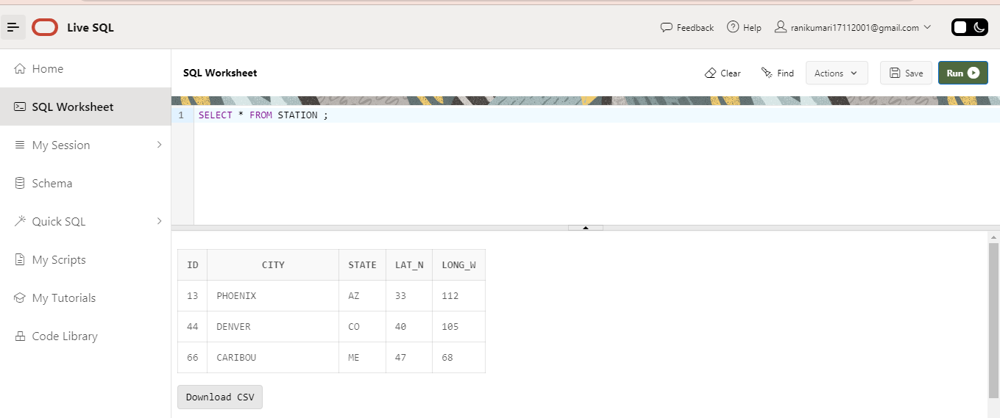 Live SQL
Feedback
Help
ranikumari17112001@gmail.com
Home
SQL Worksheet
My Session
Schema
Quick SQL
My Scripts
My Tutorials
Code Library
SQL Worksheet
Clear
Find
Actions
Save
Run
1 SELECT * FROM STATION ;
ID CITY STATE LAT_N LONG_W
13 PHOENIX AZ 33 112
44 DENVER CO 40 105
66 CARIBOU ME 47 68
Download CSV